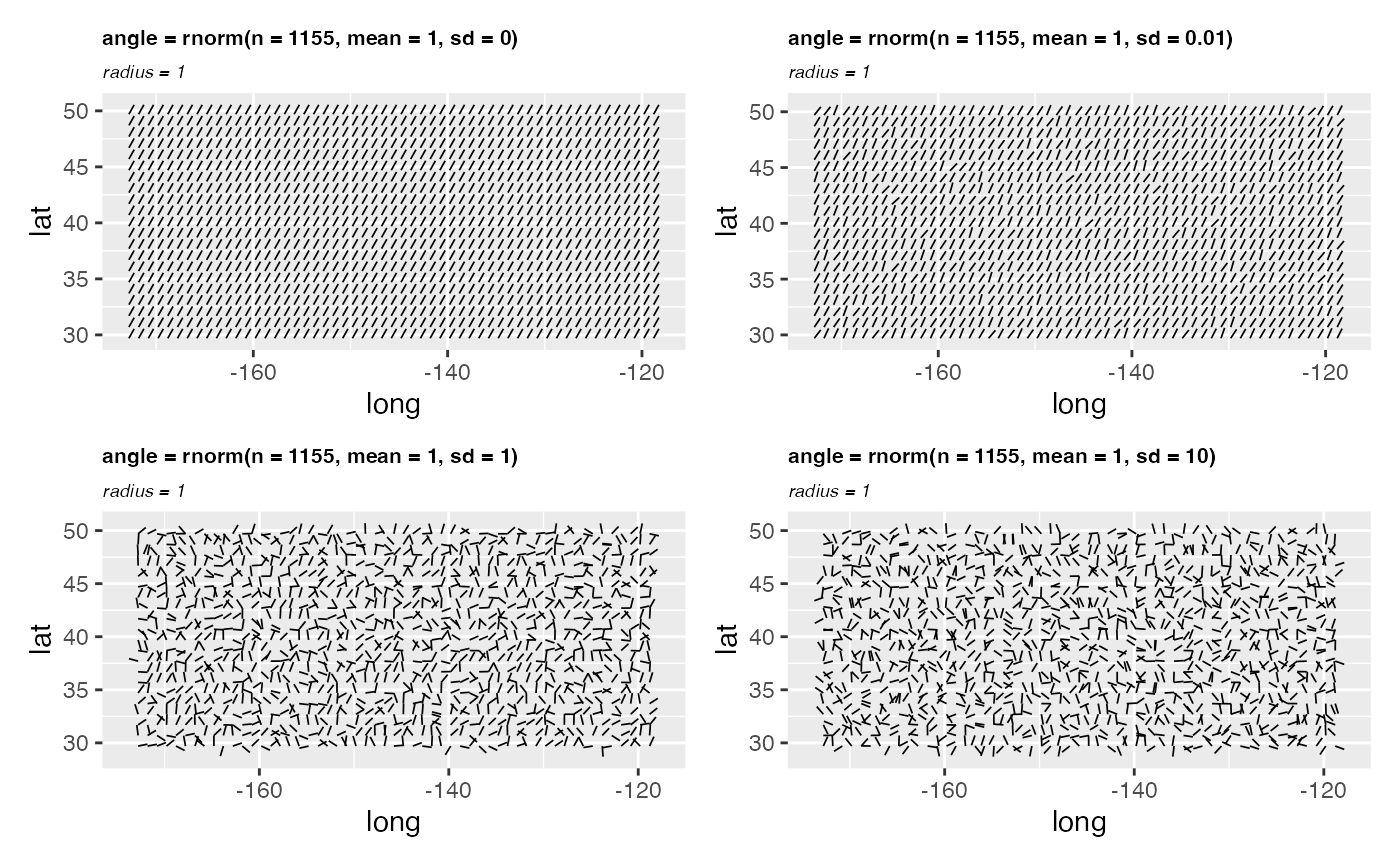 angle = rnorm(n = 1155, mean = 1, sd = 0)
radius = 1
50
45
40
35
30
lat
-160 -140 -120
long
angle = rnorm(n = 1155, mean = 1, sd = 0.01)
radius = 1
50
45
40
35
30
lat
-160 -140 -120
long
angle = rnorm(n = 1155, mean = 1, sd = 1)
radius = 1
50
45
40
35
30
lat
-160 -140 -120
long
angle = rnorm(n = 1155, mean = 1, sd = 10)
radius = 1
50
45
40
35
30
lat
-160 -140 -120
long